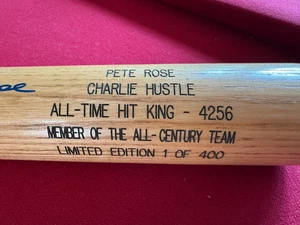 PETE ROSE
CHARLIE HUSTLE
ALL-TIME HIT KING - 4256
MEMBER OF THE ALL-CENTURY TEAM
LIMITED EDITION 1 OF 400